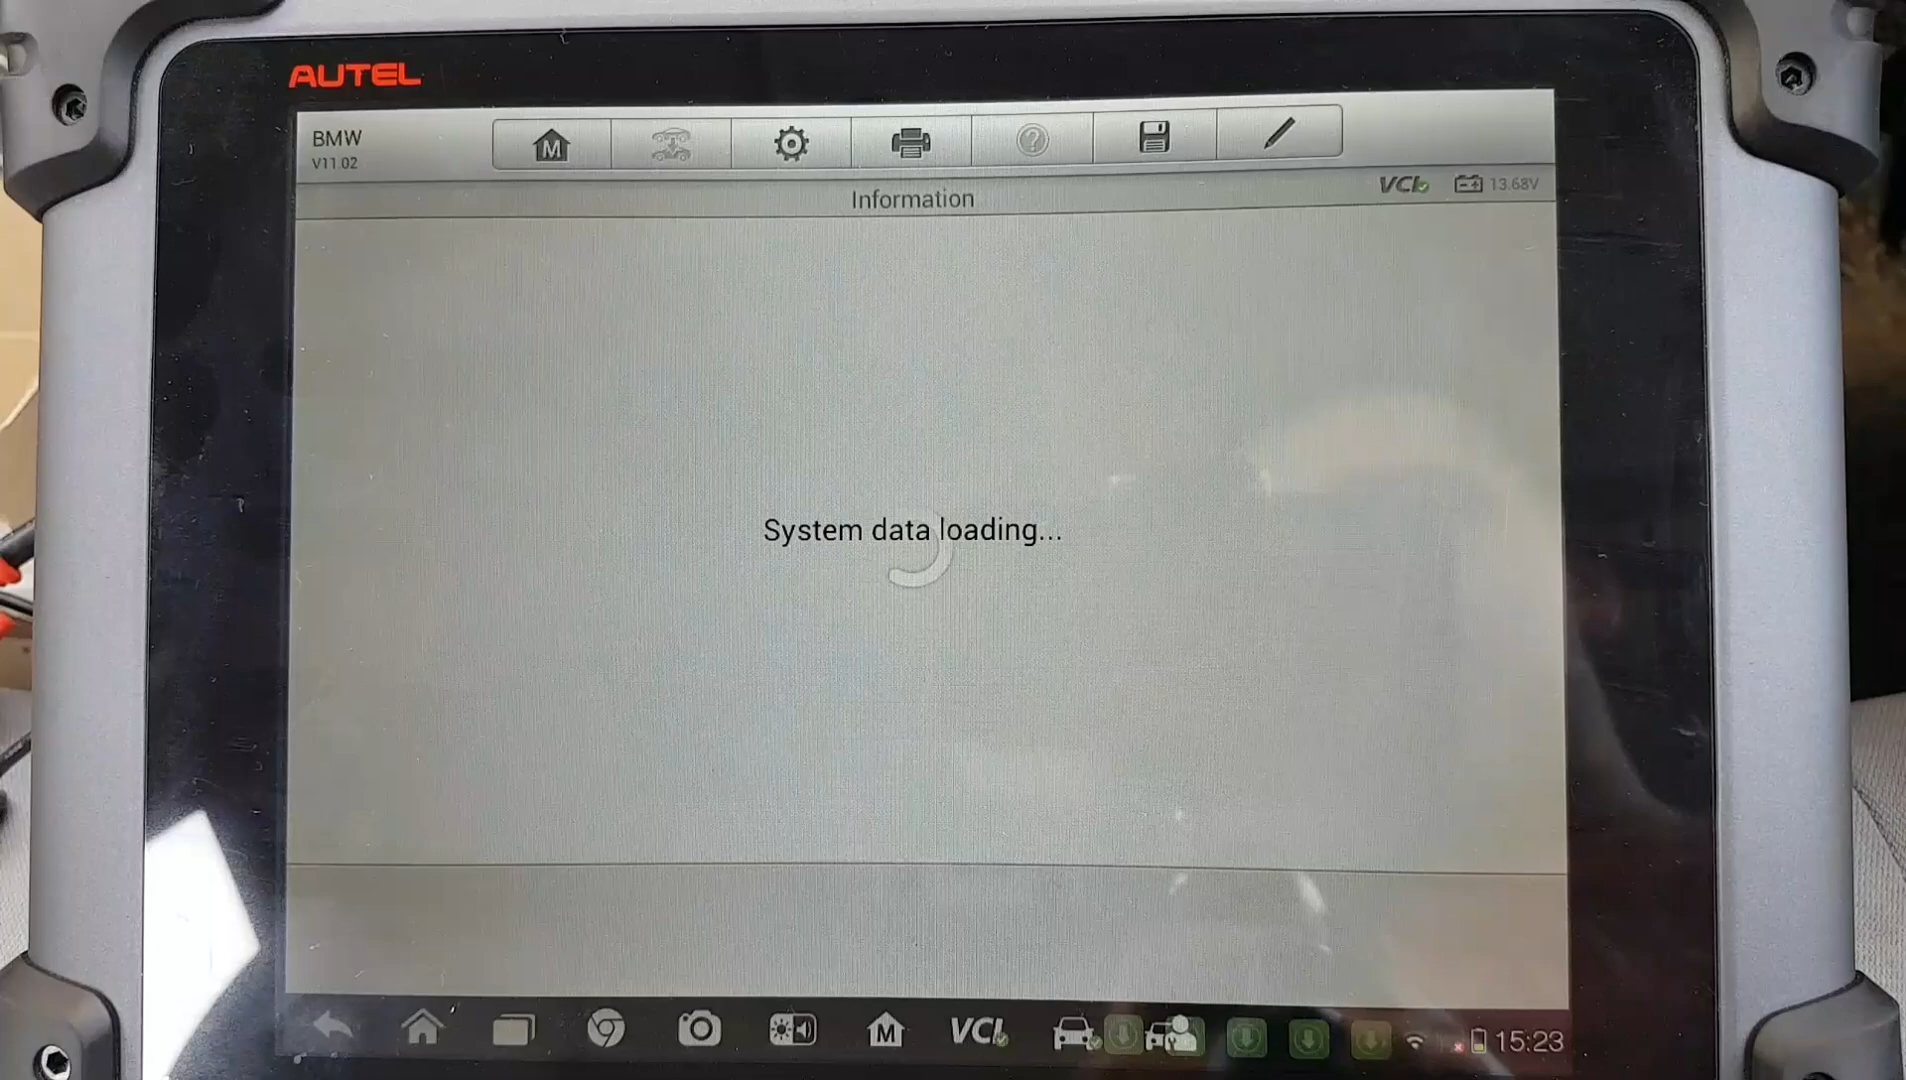 AUTEL
BMW
V11.02
M
?
Information
VCI
13.68V
System data loading...
M
VCI
15:23